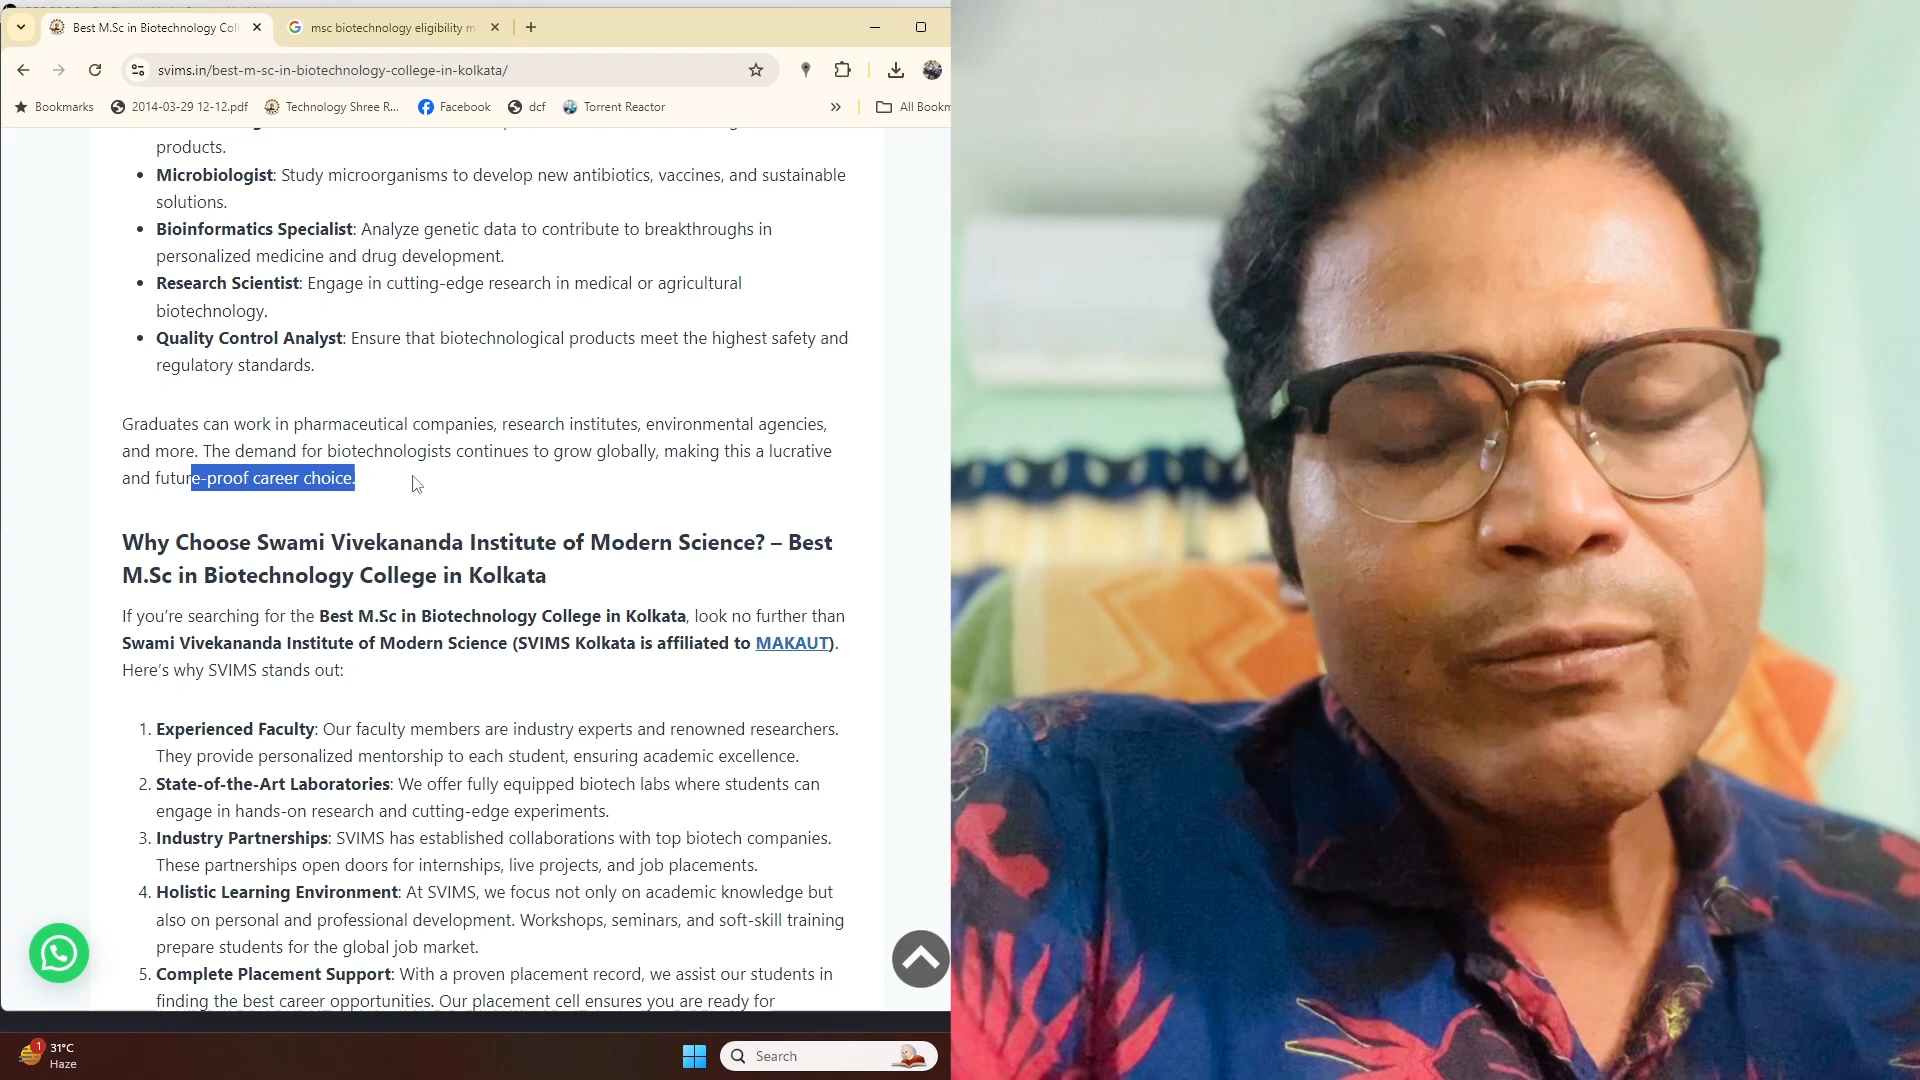 Best M.Sc in Biotechnology Coll
msc biotechnology eligibility m
svims.in/best-m-sc-in-biotechnology-college-in-kolkata/
Bookmarks
2014-03-29 12-12.pdf
Technology Shree R...
Facebook
dcf
Torrent Reactor
»
All Bookm
products.
• Microbiologist: Study microorganisms to develop new antibiotics, vaccines, and sustainable
solutions.
• Bioinformatics Specialist: Analyze genetic data to contribute to breakthroughs in
personalized medicine and drug development.
• Research Scientist: Engage in cutting-edge research in medical or agricultural
biotechnology.
• Quality Control Analyst: Ensure that biotechnological products meet the highest safety and
regulatory standards.
Graduates can work in pharmaceutical companies, research institutes, environmental agencies,
and more. The demand for biotechnologists continues to grow globally, making this a lucrative
and future-proof career choice.
Why Choose Swami Vivekananda Institute of Modern Science? – Best
M.Sc in Biotechnology College in Kolkata
If you’re searching for the Best M.Sc in Biotechnology College in Kolkata, look no further than
Swami Vivekananda Institute of Modern Science (SVIMS Kolkata is affiliated to MAKAUT).
Here’s why SVIMS stands out:
1. Experienced Faculty: Our faculty members are industry experts and renowned researchers.
They provide personalized mentorship to each student, ensuring academic excellence.
2. State-of-the-Art Laboratories: We offer fully equipped biotech labs where students can
engage in hands-on research and cutting-edge experiments.
3. Industry Partnerships: SVIMS has established collaborations with top biotech companies.
These partnerships open doors for internships, live projects, and job placements.
4. Holistic Learning Environment: At SVIMS, we focus not only on academic knowledge but
also on personal and professional development. Workshops, seminars, and soft-skill training
prepare students for the global job market.
5. Complete Placement Support: With a proven placement record, we assist our students in
finding the best career opportunities. Our placement cell ensures you are ready for
1
31°C
Haze
Search